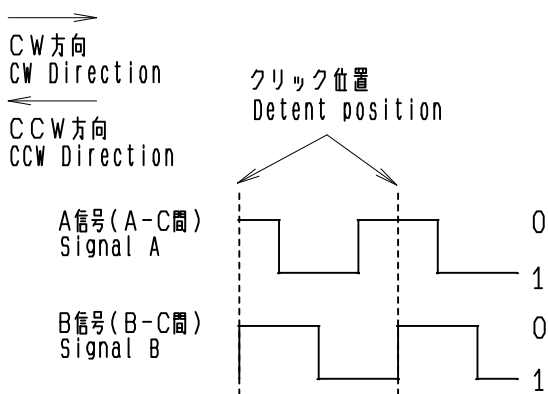 CW方向
CW Direction
CCW方向
CCW Direction
クリック位置
Detent position
A信号(A-C間)
Signal A
0
1
B信号(B-C間)
Signal B
0
1